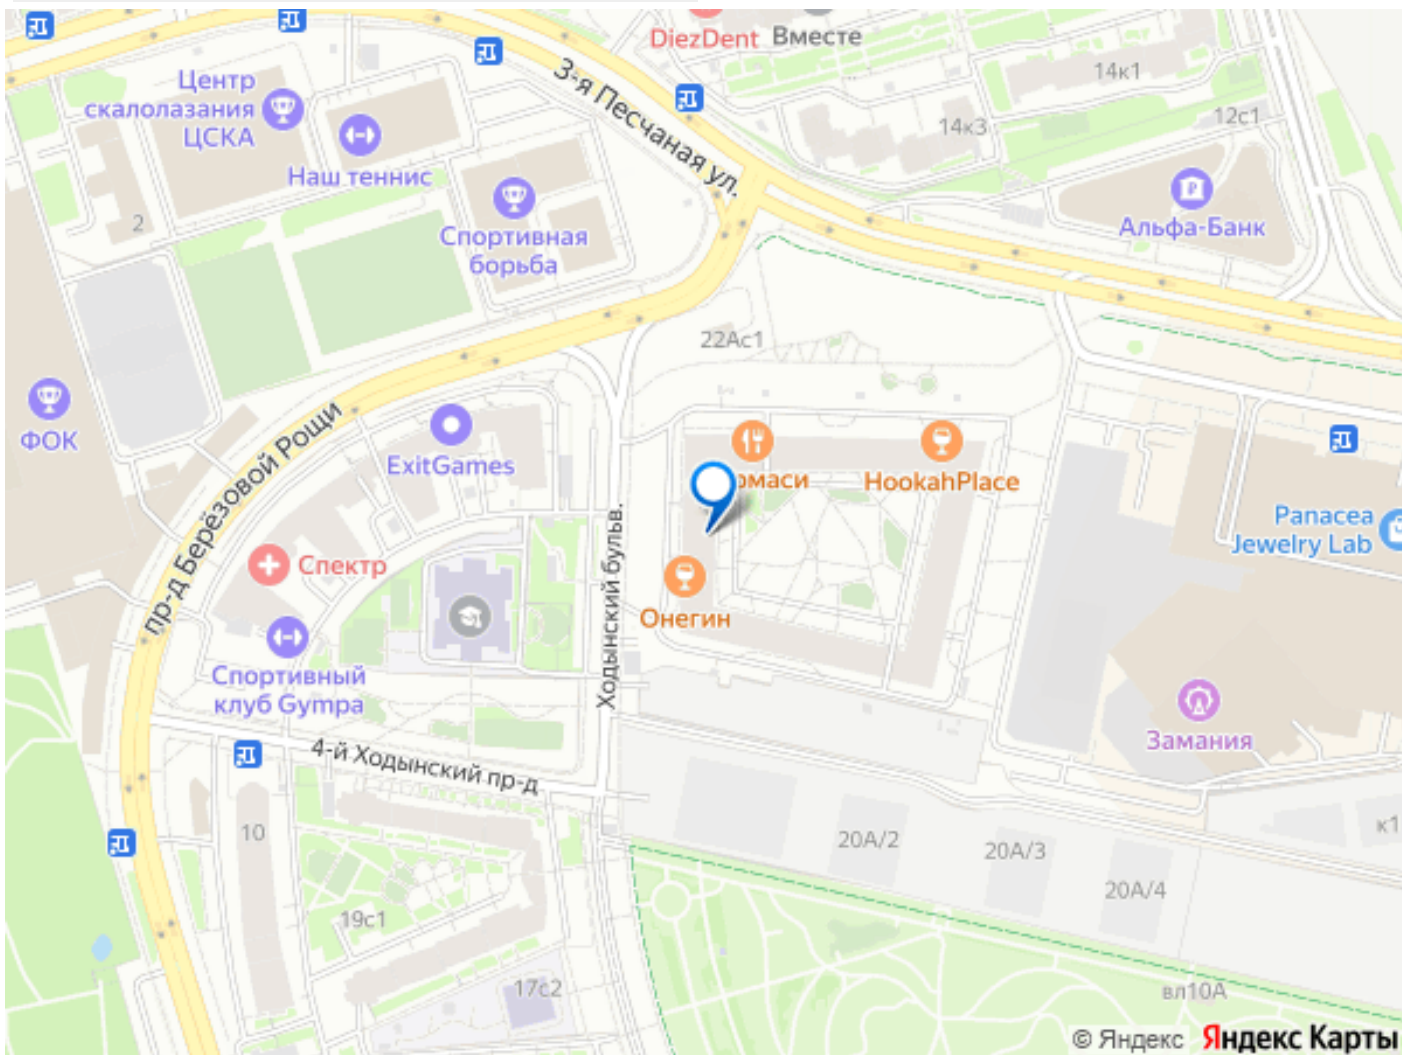 DiezDent
Вместе
14к1
12с1
14к3
Центр
скалолазания
ЦСКА
Наш теннис
3-я Песчаная ул.
2
Спортивная
борьба
Альфа-Банк
22Ас1
ФОК
ExitGames
пр-д Берёзовой Рощи
рмаси
HookahPlace
Panacea
Jewelry Lab
Спектр
Онегин
Ходынский бульв.
Спортивный
клуб Gympa
Замания
4-й Ходынский пр-д
10
20А/2
20А/3
20А/4
к1
19с1
17с2
вл10А
© Яндекс Яндекс Карты